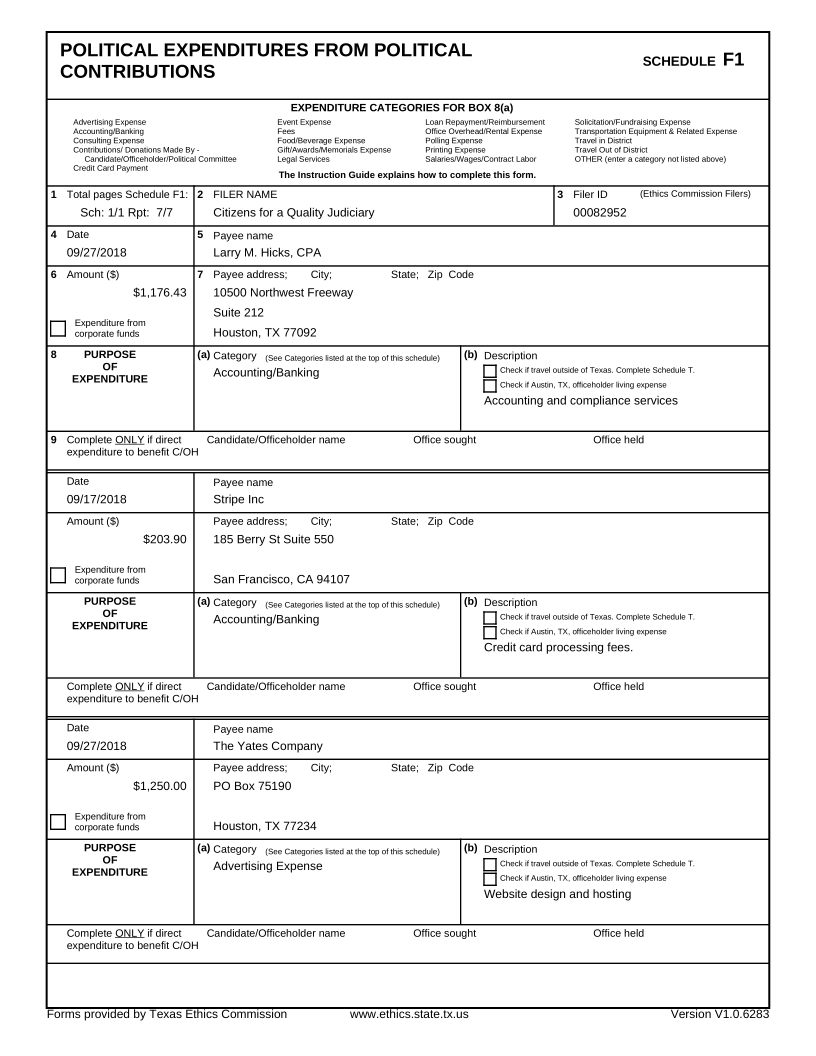 POLITICAL EXPENDITURES FROM POLITICAL
CONTRIBUTIONS
SCHEDULE F1
EXPENDITURE CATEGORIES FOR BOX 8(a)
Advertising Expense
Accounting/Banking
Consulting Expense
Contributions/ Donations Made By -
Candidate/Officeholder/Political Committee
Credit Card Payment
Event Expense
Fees
Food/Beverage Expense
Gift/Awards/Memorials Expense
Legal Services
Loan Repayment/Reimbursement
Office Overhead/Rental Expense
Polling Expense
Printing Expense
Salaries/Wages/Contract Labor
Solicitation/Fundraising Expense
Transportation Equipment & Related Expense
Travel in District
Travel Out of District
OTHER (enter a category not listed above)
The Instruction Guide explains how to complete this form.
1 Total pages Schedule F1:
Sch: 1/1 Rpt: 7/7
2 FILER NAME
Citizens for a Quality Judiciary
3 Filer ID (Ethics Commission Filers)
00082952
4 Date
09/27/2018
5 Payee name
Larry M. Hicks, CPA
6 Amount ($)
$1,176.43
Expenditure from
corporate funds
7 Payee address; City; State; Zip Code
10500 Northwest Freeway
Suite 212
Houston, TX 77092
8 PURPOSE
OF
EXPENDITURE
(a) Category (See Categories listed at the top of this schedule)
Accounting/Banking
(b) Description
Check if travel outside of Texas. Complete Schedule T.
Check if Austin, TX, officeholder living expense
Accounting and compliance services
9 Complete ONLY if direct
expenditure to benefit C/OH
Candidate/Officeholder name Office sought Office held
Date
09/17/2018
Payee name
Stripe Inc
Amount ($)
$203.90
Expenditure from
corporate funds
Payee address; City; State; Zip Code
185 Berry St Suite 550
San Francisco, CA 94107
PURPOSE
OF
EXPENDITURE
(a) Category (See Categories listed at the top of this schedule)
Accounting/Banking
(b) Description
Check if travel outside of Texas. Complete Schedule T.
Check if Austin, TX, officeholder living expense
Credit card processing fees.
Complete ONLY if direct
expenditure to benefit C/OH
Candidate/Officeholder name Office sought Office held
Date
09/27/2018
Payee name
The Yates Company
Amount ($)
$1,250.00
Expenditure from
corporate funds
Payee address; City; State; Zip Code
PO Box 75190
Houston, TX 77234
PURPOSE
OF
EXPENDITURE
(a) Category (See Categories listed at the top of this schedule)
Advertising Expense
(b) Description
Check if travel outside of Texas. Complete Schedule T.
Check if Austin, TX, officeholder living expense
Website design and hosting
Complete ONLY if direct
expenditure to benefit C/OH
Candidate/Officeholder name Office sought Office held
Forms provided by Texas Ethics Commission www.ethics.state.tx.us Version V1.0.6283